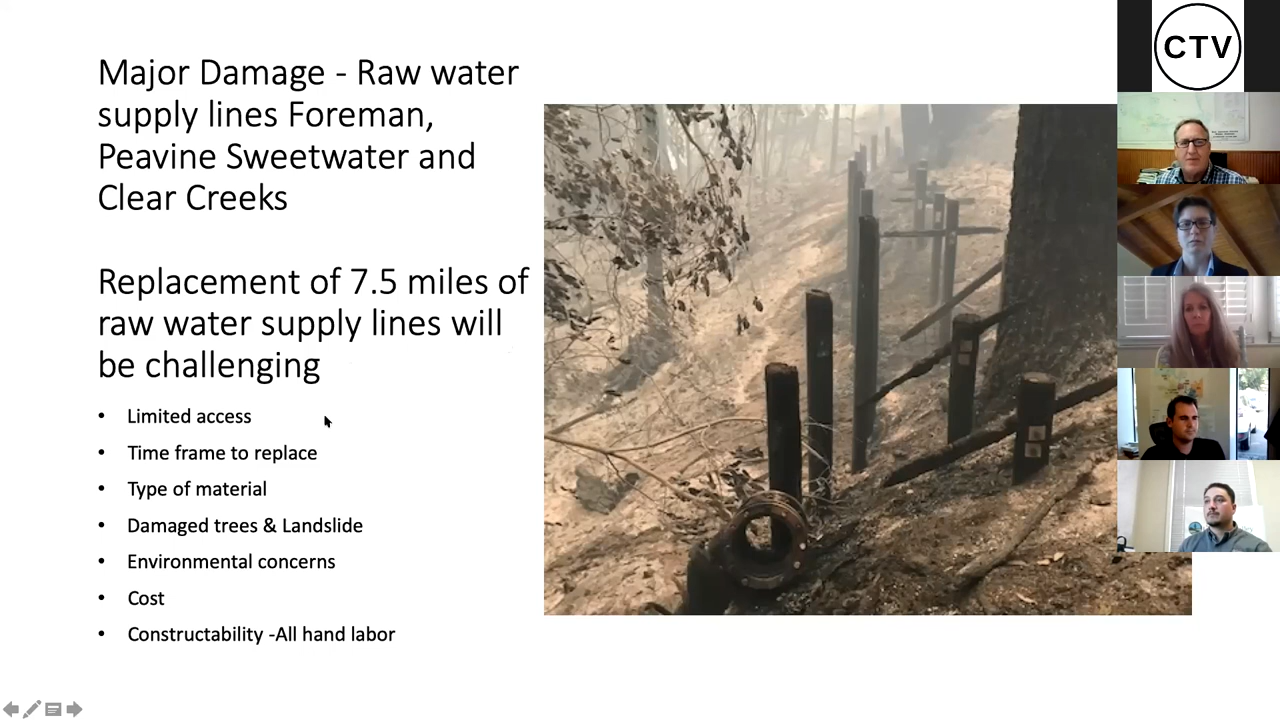 Major Damage - Raw water
supply lines Foreman,
Peavine Sweetwater and
Clear Creeks
Replacement of 7.5 miles of
raw water supply lines will
be challenging
• Limited access
• Time frame to replace
• Type of material
• Damaged trees & Landslide
• Environmental concerns
• Cost
• Constructability -All hand labor
CTV